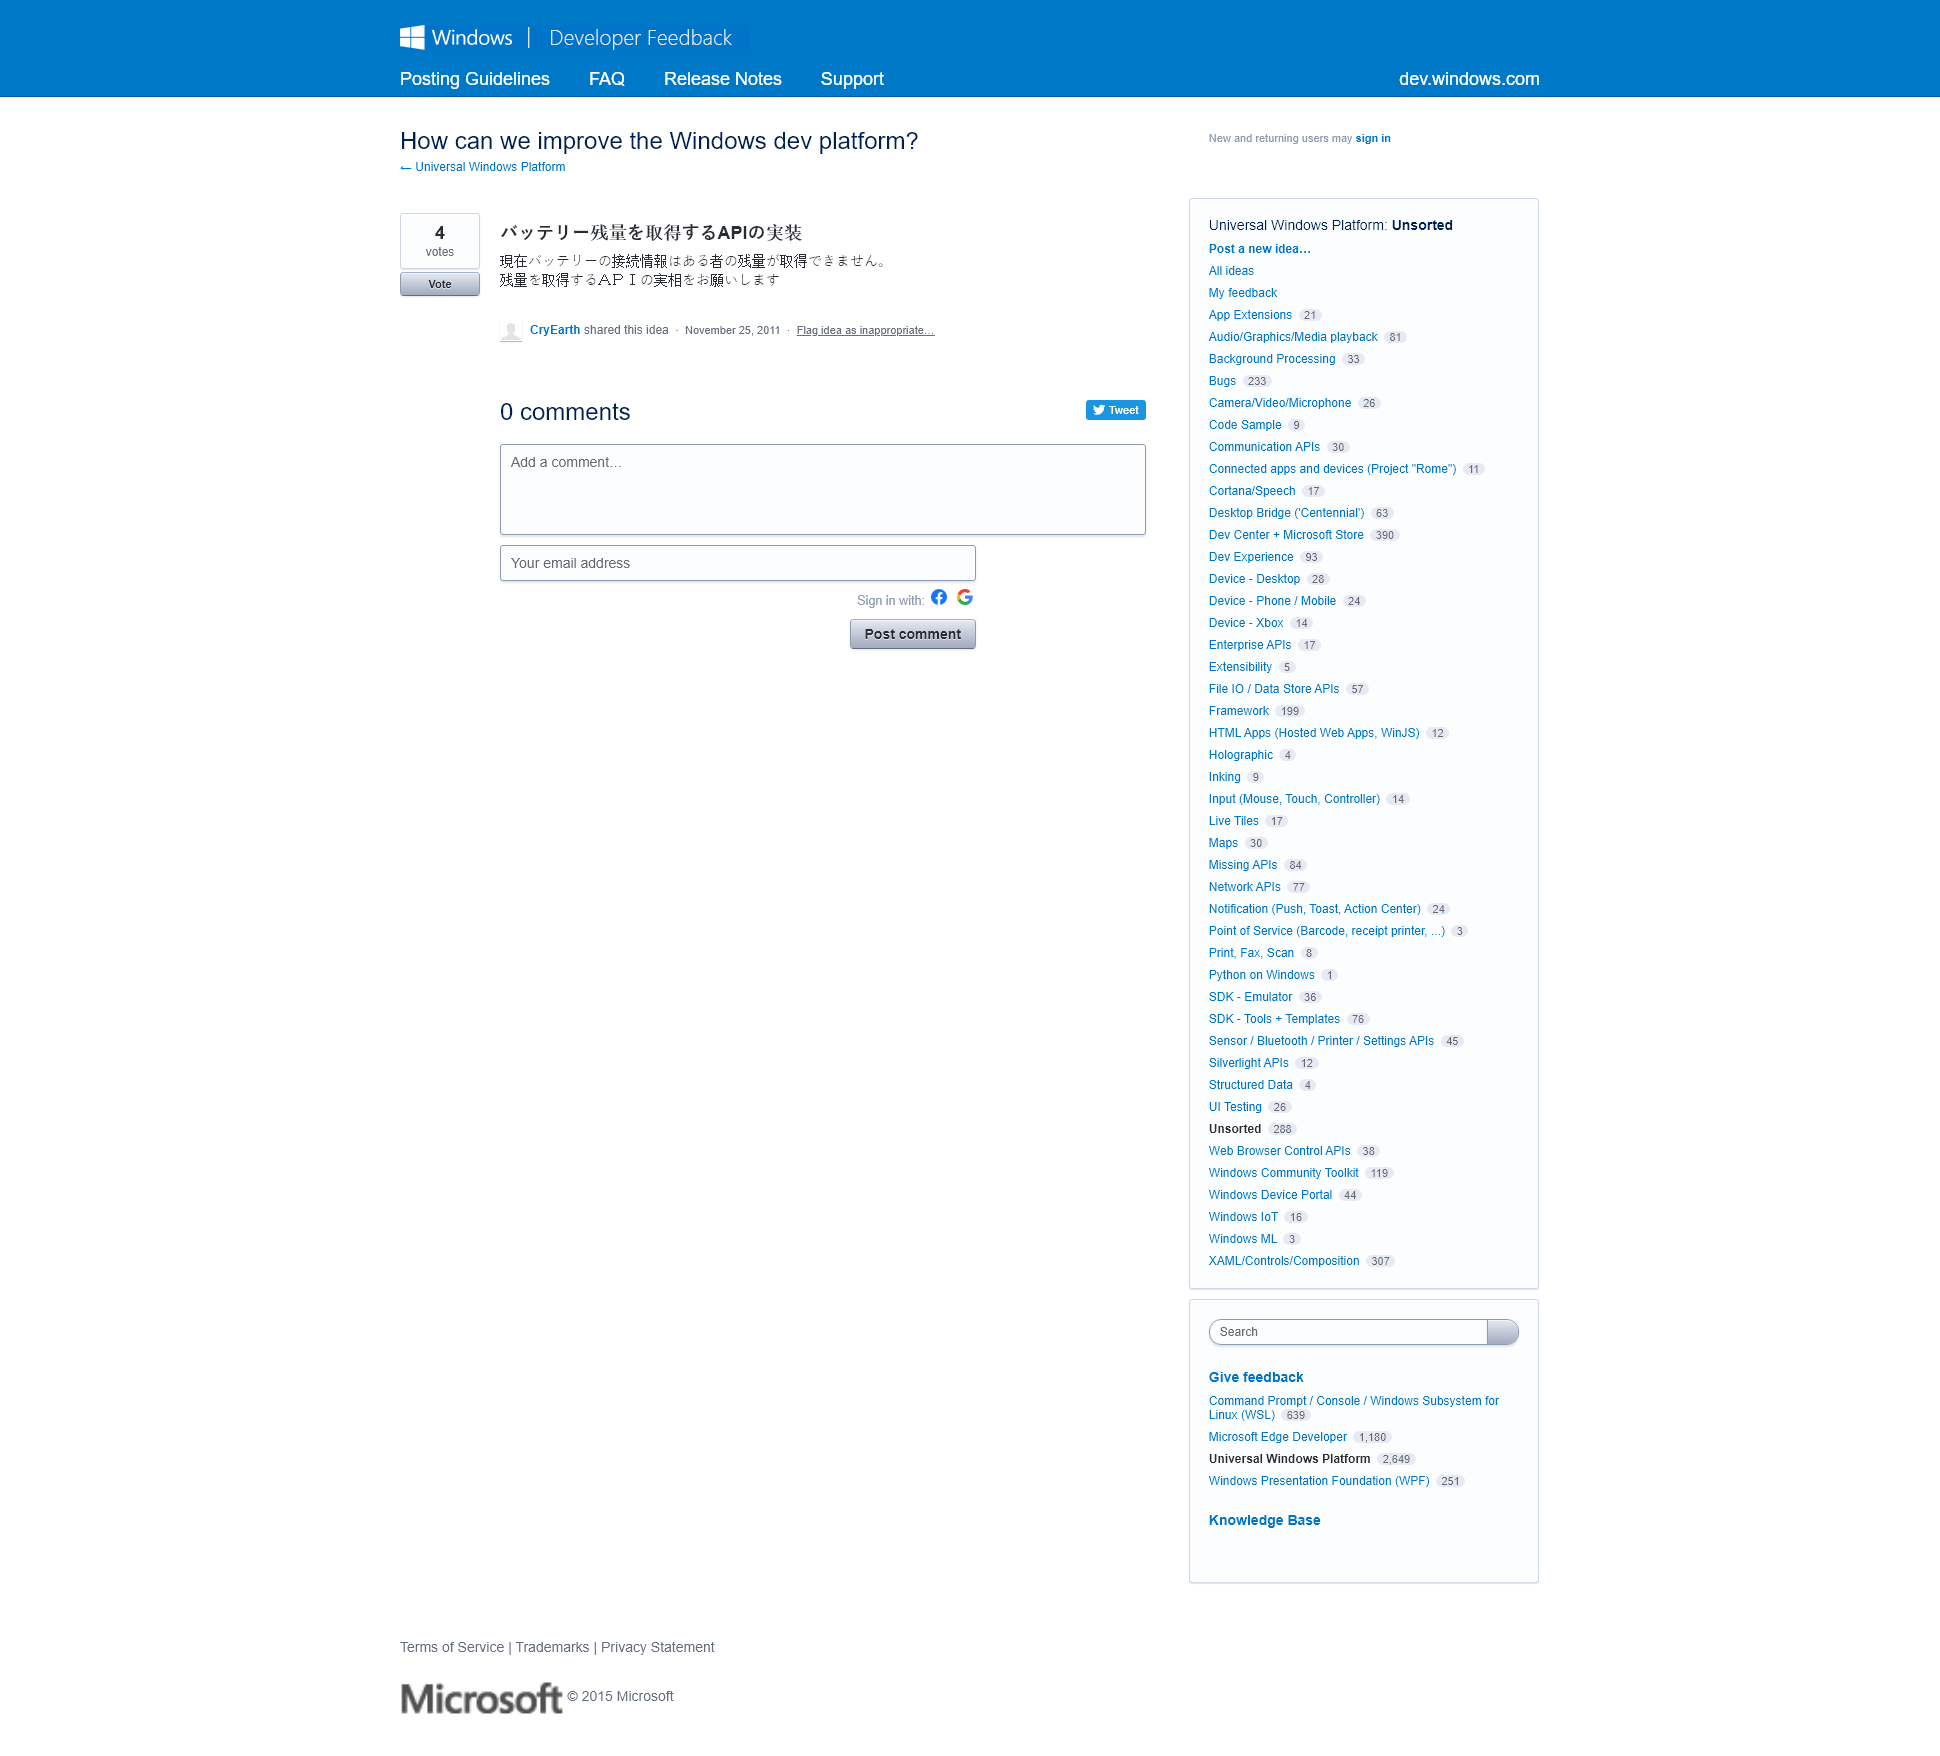 Windows | Developer Feedback
Posting Guidelines FAQ Release Notes Support dev.windows.com
How can we improve the Windows dev platform?
← Universal Windows Platform
New and returning users may sign in
4
votes
Vote
バッテリー残量を取得するAPIの実装
現在バッテリーの接続情報はある者の残量が取得できません。
残量を取得するＡＰＩの実相をお願いします
CryEarth shared this idea · November 25, 2011 · Flag idea as inappropriate…
0 comments
Tweet
Add a comment…
Your email address
Sign in with:
Post comment
Universal Windows Platform: Unsorted
Post a new idea…
All ideas
My feedback
App Extensions 21
Audio/Graphics/Media playback 81
Background Processing 33
Bugs 233
Camera/Video/Microphone 26
Code Sample 9
Communication APIs 30
Connected apps and devices (Project "Rome") 11
Cortana/Speech 17
Desktop Bridge ('Centennial') 63
Dev Center + Microsoft Store 390
Dev Experience 93
Device - Desktop 28
Device - Phone / Mobile 24
Device - Xbox 14
Enterprise APIs 17
Extensibility 5
File IO / Data Store APIs 57
Framework 199
HTML Apps (Hosted Web Apps, WinJS) 12
Holographic 4
Inking 9
Input (Mouse, Touch, Controller) 14
Live Tiles 17
Maps 30
Missing APIs 84
Network APIs 77
Notification (Push, Toast, Action Center) 24
Point of Service (Barcode, receipt printer, ...) 3
Print, Fax, Scan 8
Python on Windows 1
SDK - Emulator 36
SDK - Tools + Templates 76
Sensor / Bluetooth / Printer / Settings APIs 45
Silverlight APIs 12
Structured Data 4
UI Testing 26
Unsorted 288
Web Browser Control APIs 38
Windows Community Toolkit 119
Windows Device Portal 44
Windows IoT 16
Windows ML 3
XAML/Controls/Composition 307
Search
Give feedback
Command Prompt / Console / Windows Subsystem for
Linux (WSL) 639
Microsoft Edge Developer 1,180
Universal Windows Platform 2,649
Windows Presentation Foundation (WPF) 251
Knowledge Base
Terms of Service | Trademarks | Privacy Statement
Microsoft © 2015 Microsoft